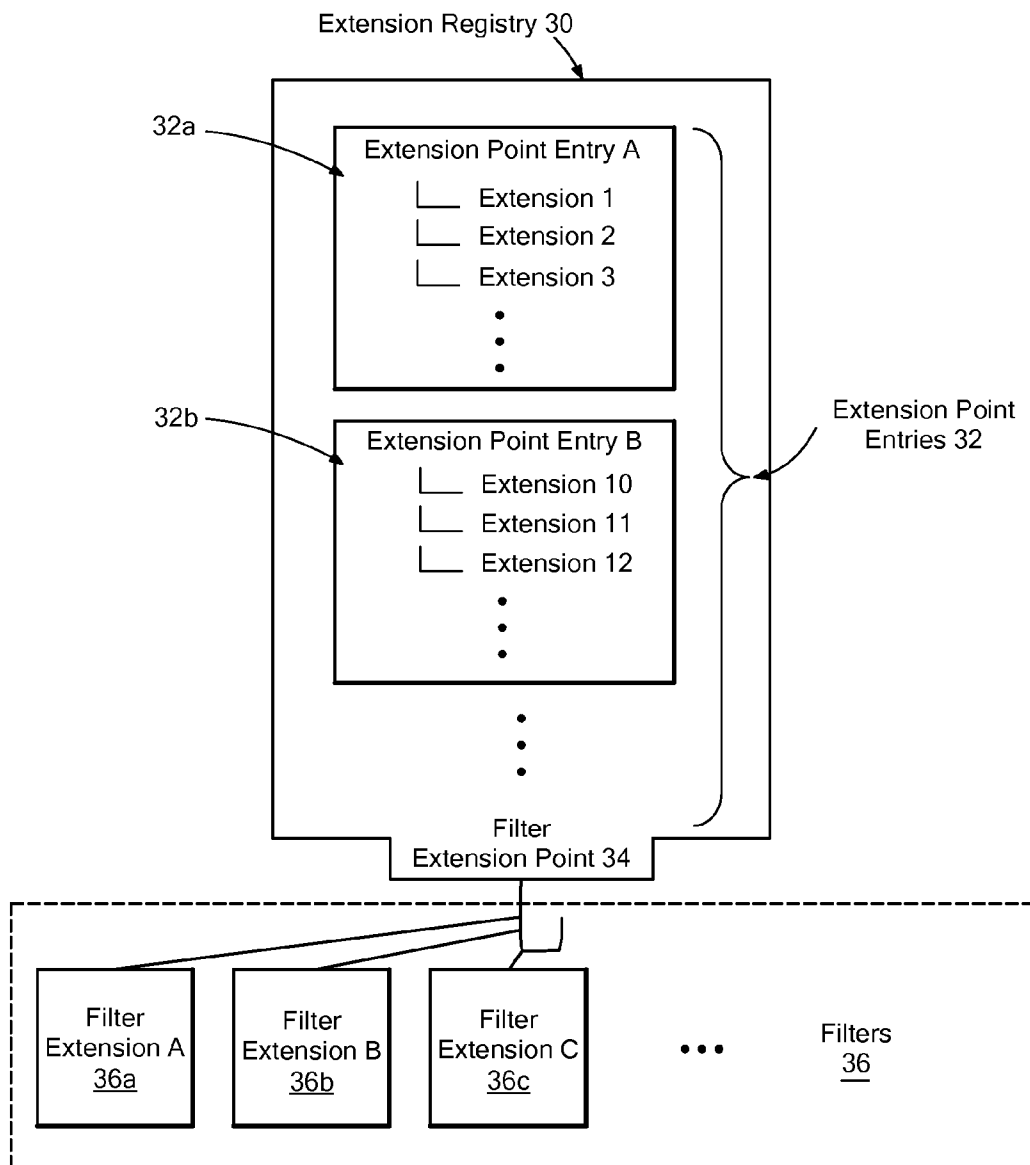 Extension Registry 30
32a
Extension Point Entry A
Extension 1
Extension 2
Extension 3
32b
Extension Point Entry B
Extension 10
Extension 11
Extension 12
Extension Point
Entries 32
Filter
Extension Point 34
Filter
Extension A
36a
Filter
Extension B
36b
Filter
Extension C
36c
Filters
36